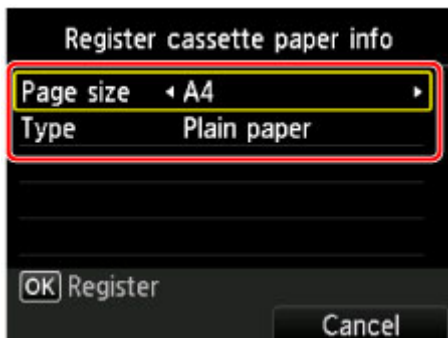 Register cassette paper info
Page size A4
Type Plain paper
OK Register
Cancel